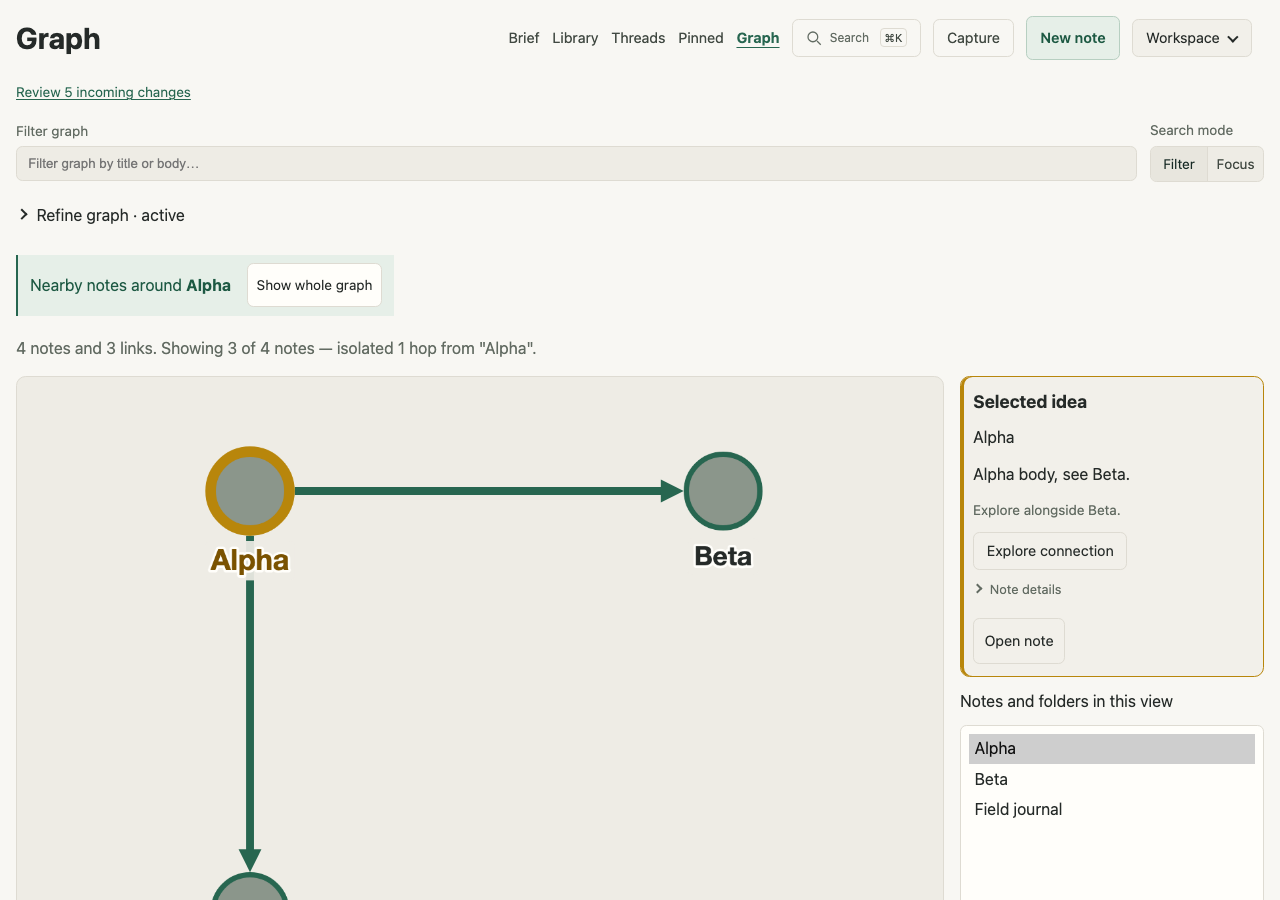 Graph
Brief Library Threads Pinned Graph Search ⌘K Capture New note Workspace
Review 5 incoming changes
Filter graph
Search mode
Filter graph by title or body…
Filter Focus
Refine graph · active
Nearby notes around Alpha Show whole graph
4 notes and 3 links. Showing 3 of 4 notes — isolated 1 hop from "Alpha".
Alpha
Beta
Selected idea
Alpha
Alpha body, see Beta.
Explore alongside Beta.
Explore connection
Note details
Open note
Notes and folders in this view
Alpha
Beta
Field journal